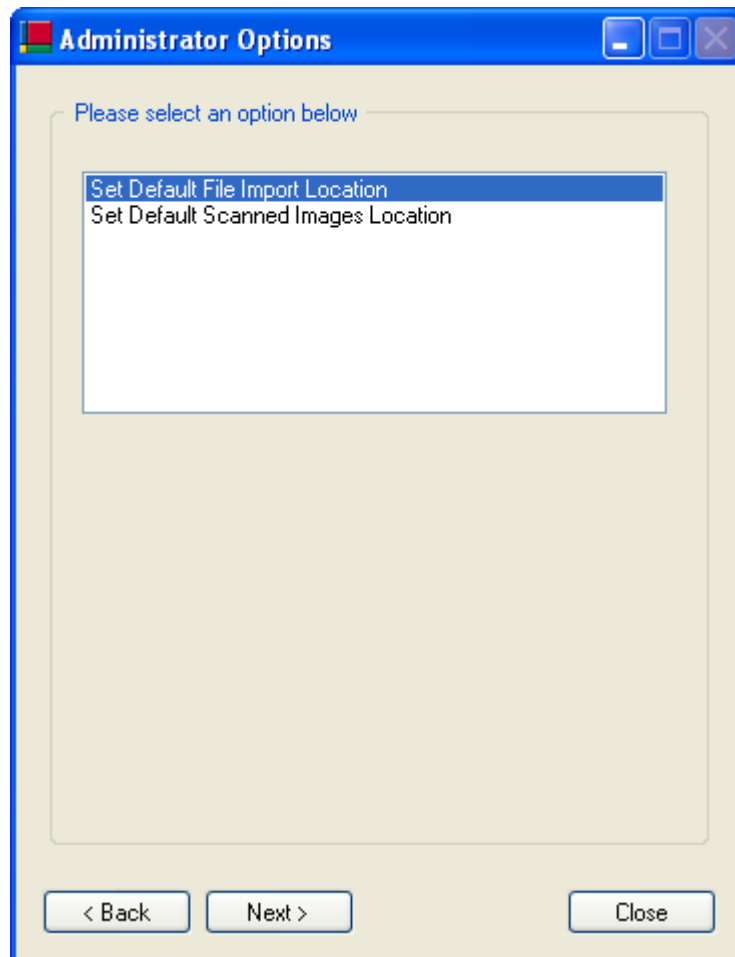 Administrator Options
Please select an option below
Set Default File Import Location
Set Default Scanned Images Location
< Back
Next >
Close